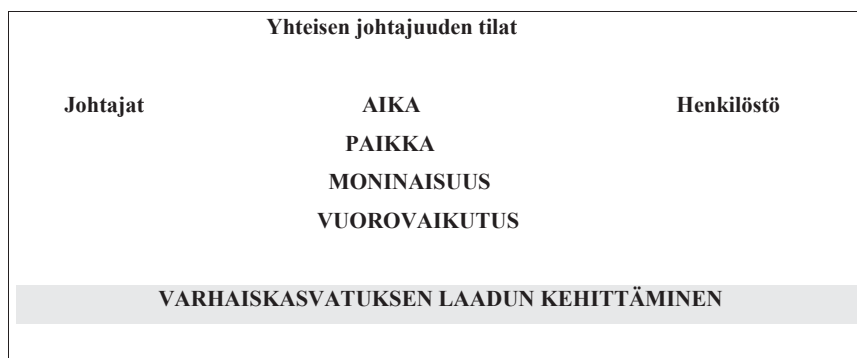 Yhteisen johtajuuden tilat
Johtajat AIKA Henkilöstö
PAIKKA
MONINAISUUS
VUOROVAIKUTUS
VARHAISKASVATUKSEN LAADUN KEHITTÄMINEN